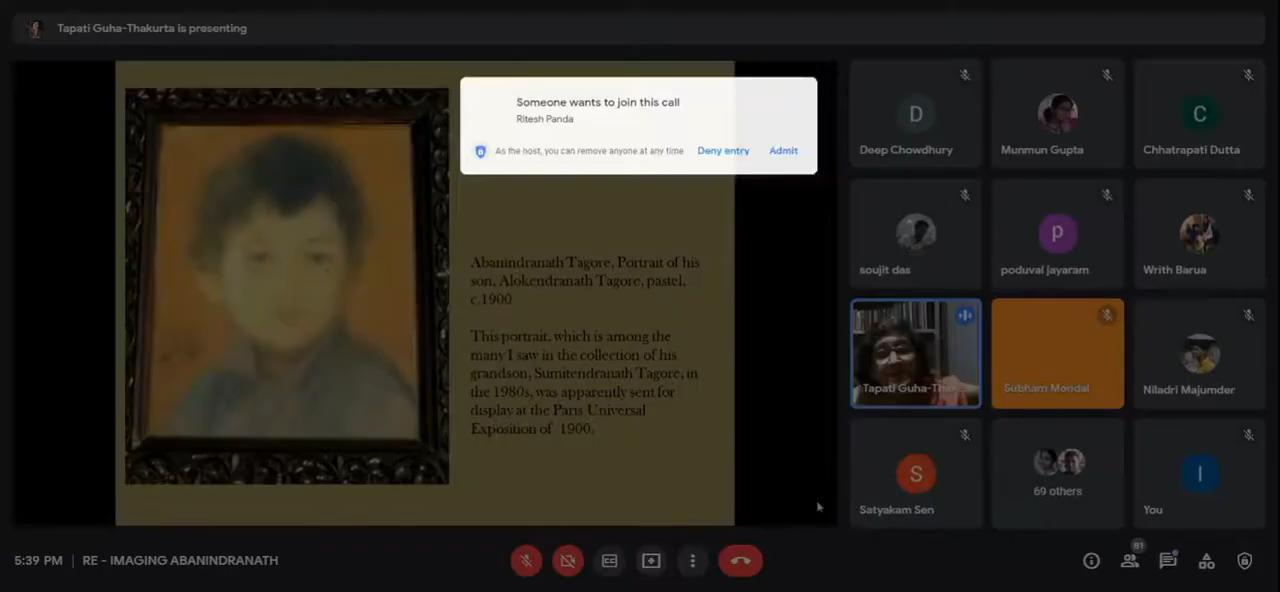 Tapati Guha-Thakurta is presenting
Someone wants to join this call
Ritesh Panda
As the host, you can remove anyone at any time
Deny entry
Admit
Abanindranath Tagore, Portrait of his
son, Alokendranath Tagore, pastel,
c.1900
This portrait, which is among the
many I saw in the collection of his
grandson, Sumitendranath Tagore, in
the 1980s, was apparently sent for
display at the Paris Universal
Exposition of 1900.
D
Deep Chowdhury
Munmun Gupta
C
Chhatrapati Dutta
soujit das
p
poduval jayaram
Writh Barua
Tapati Guha-Tha
Subham Mondal
Niladri Majumder
S
Satyakam Sen
69 others
I
You
5:39 PM | RE - IMAGING ABANINDRANATH
CC
81